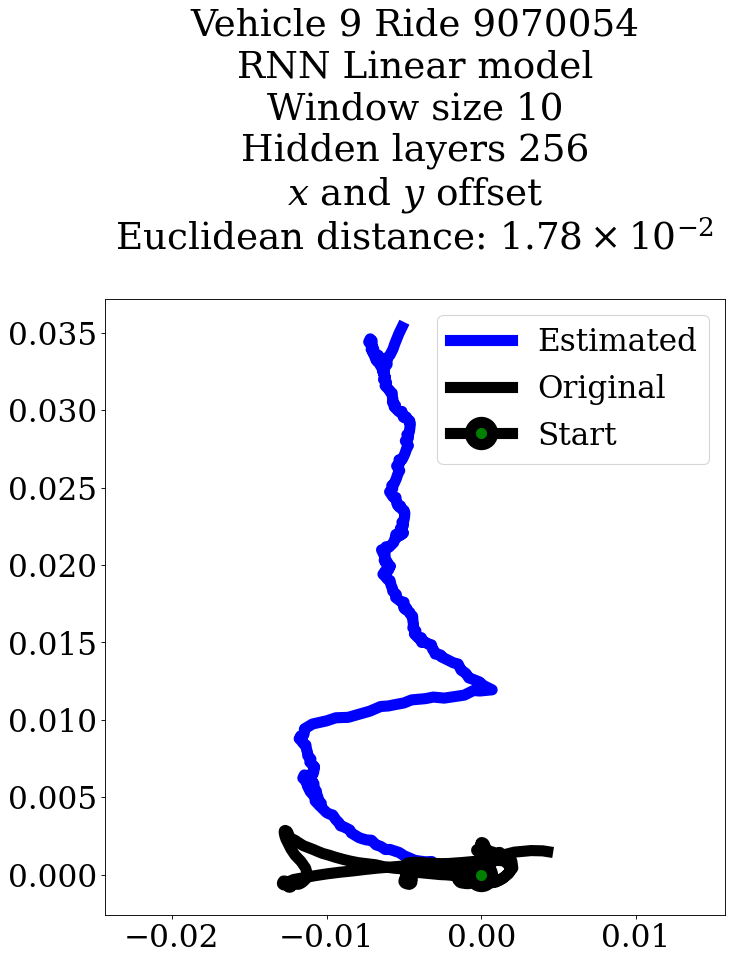 Vehicle 9 Ride 9070054
RNN Linear model
Window size 10
Hidden layers 256
x and y offset
Euclidean distance: 1.78 × 10⁻²
Estimated
Original
Start
0.035
0.030
0.025
0.020
0.015
0.010
0.005
0.000
−0.02 −0.01 0.00 0.01